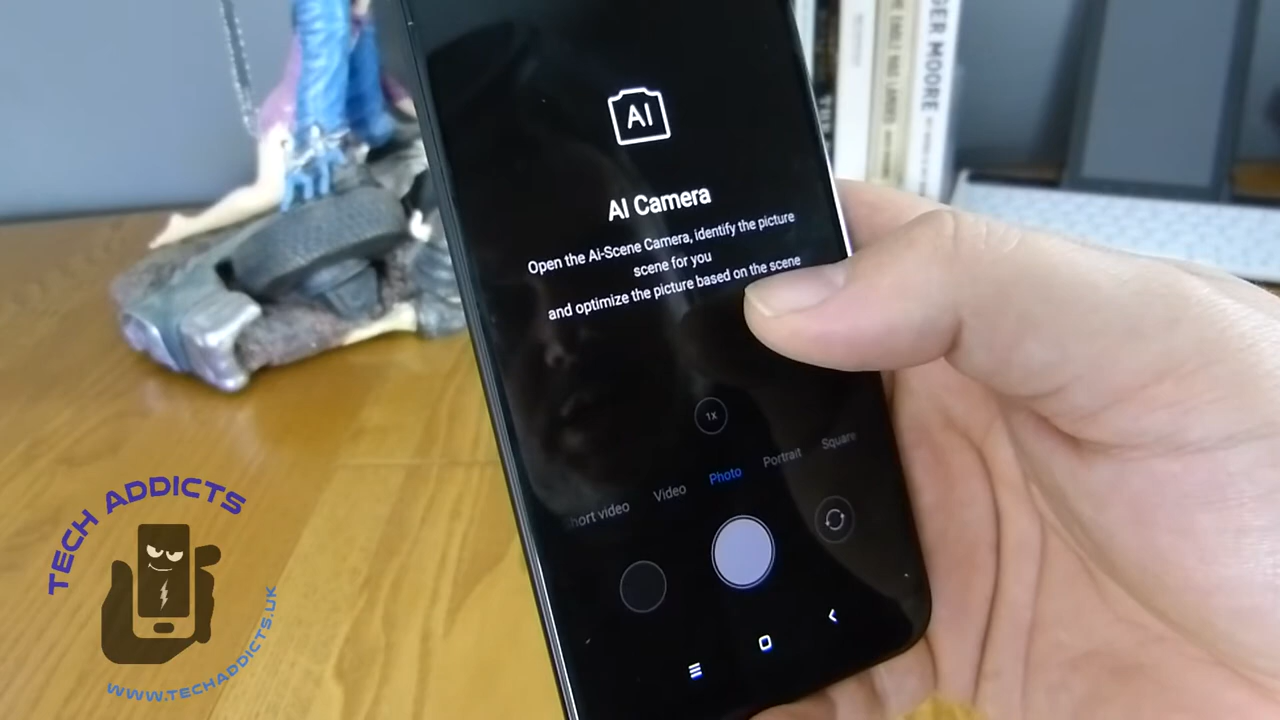 AI
AI Camera
Open the Ai-Scene Camera, identify the picture
scene for you
and optimize the picture based on the scene
1x
video Video Photo Portrait Square
GER MOORE
TECH ADDICTS
WWW.TECHADDICTS.UK